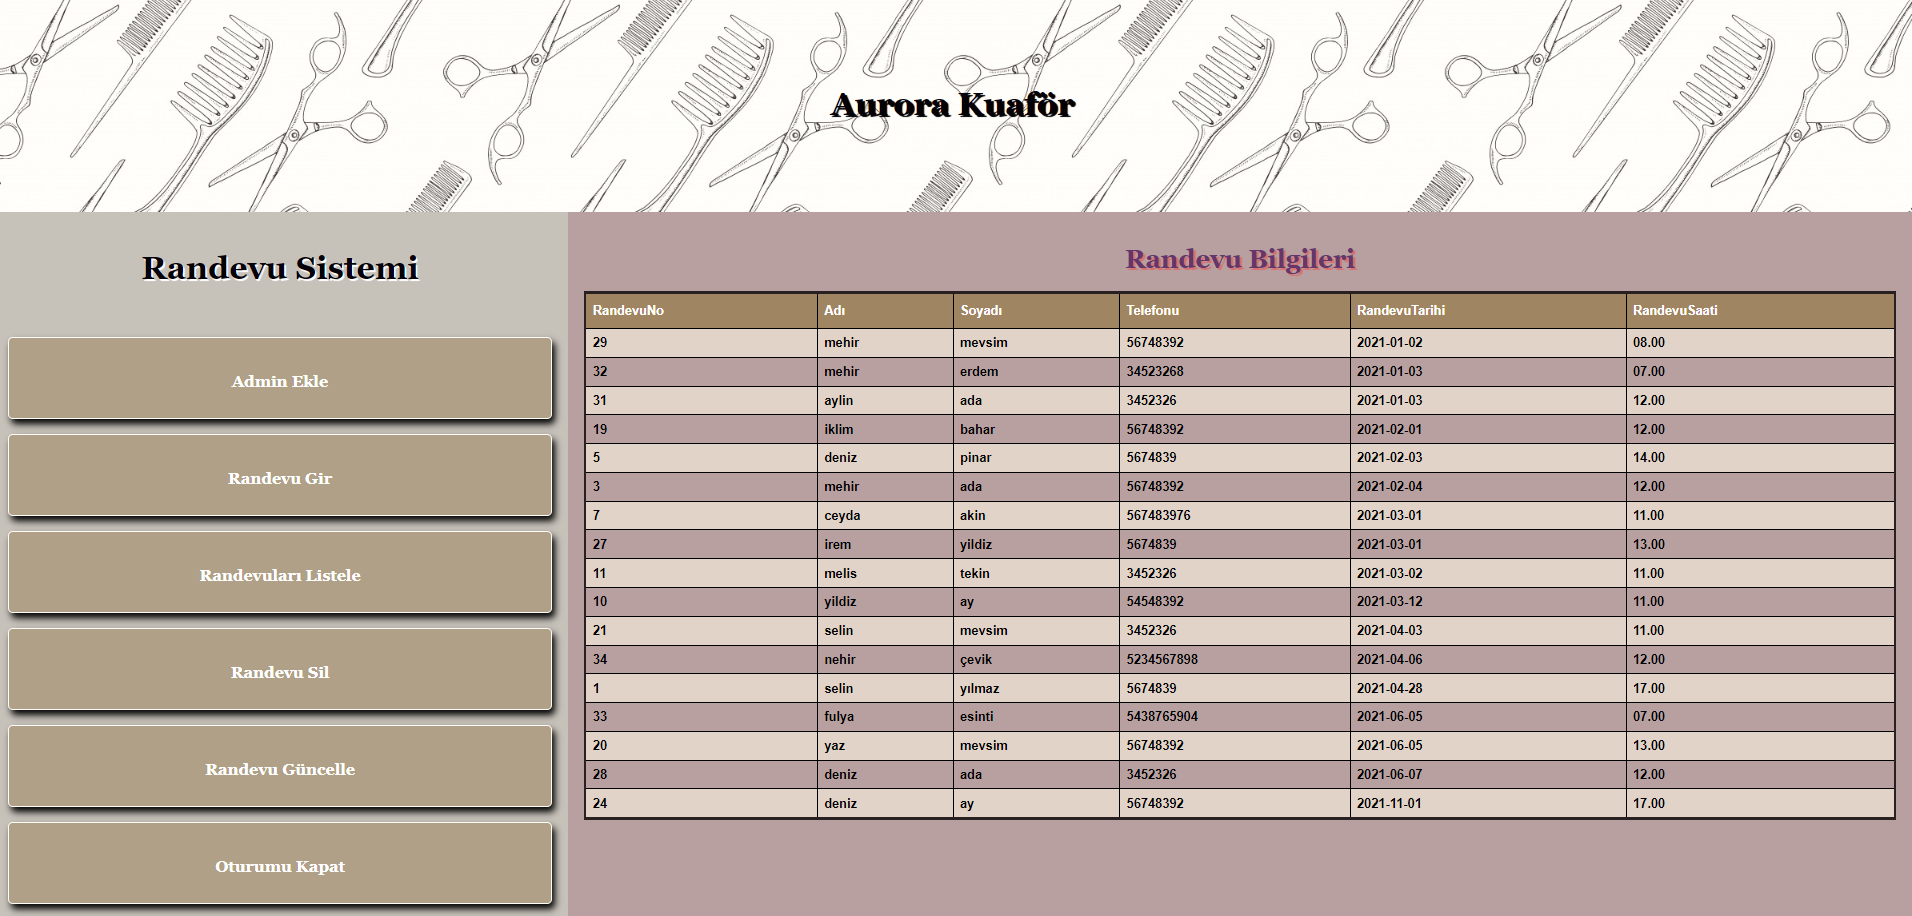 Aurora Kuaför
Randevu Sistemi
Admin Ekle
Randevu Gir
Randevuları Listele
Randevu Sil
Randevu Güncelle
Oturumu Kapat
Randevu Bilgileri
RandevuNo Adı Soyadı Telefonu RandevuTarihi RandevuSaati
29 mehir mevsim 56748392 2021-01-02 08.00
32 mehir erdem 34523268 2021-01-03 07.00
31 aylin ada 3452326 2021-01-03 12.00
19 iklim bahar 56748392 2021-02-01 12.00
5 deniz pinar 5674839 2021-02-03 14.00
3 mehir ada 56748392 2021-02-04 12.00
7 ceyda akin 567483976 2021-03-01 11.00
27 irem yildiz 5674839 2021-03-01 13.00
11 melis tekin 3452326 2021-03-02 11.00
10 yildiz ay 54548392 2021-03-12 11.00
21 selin mevsim 3452326 2021-04-03 11.00
34 nehir çevik 5234567898 2021-04-06 12.00
1 selin yılmaz 5674839 2021-04-28 17.00
33 fulya esinti 5438765904 2021-06-05 07.00
20 yaz mevsim 56748392 2021-06-05 13.00
28 deniz ada 3452326 2021-06-07 12.00
24 deniz ay 56748392 2021-11-01 17.00